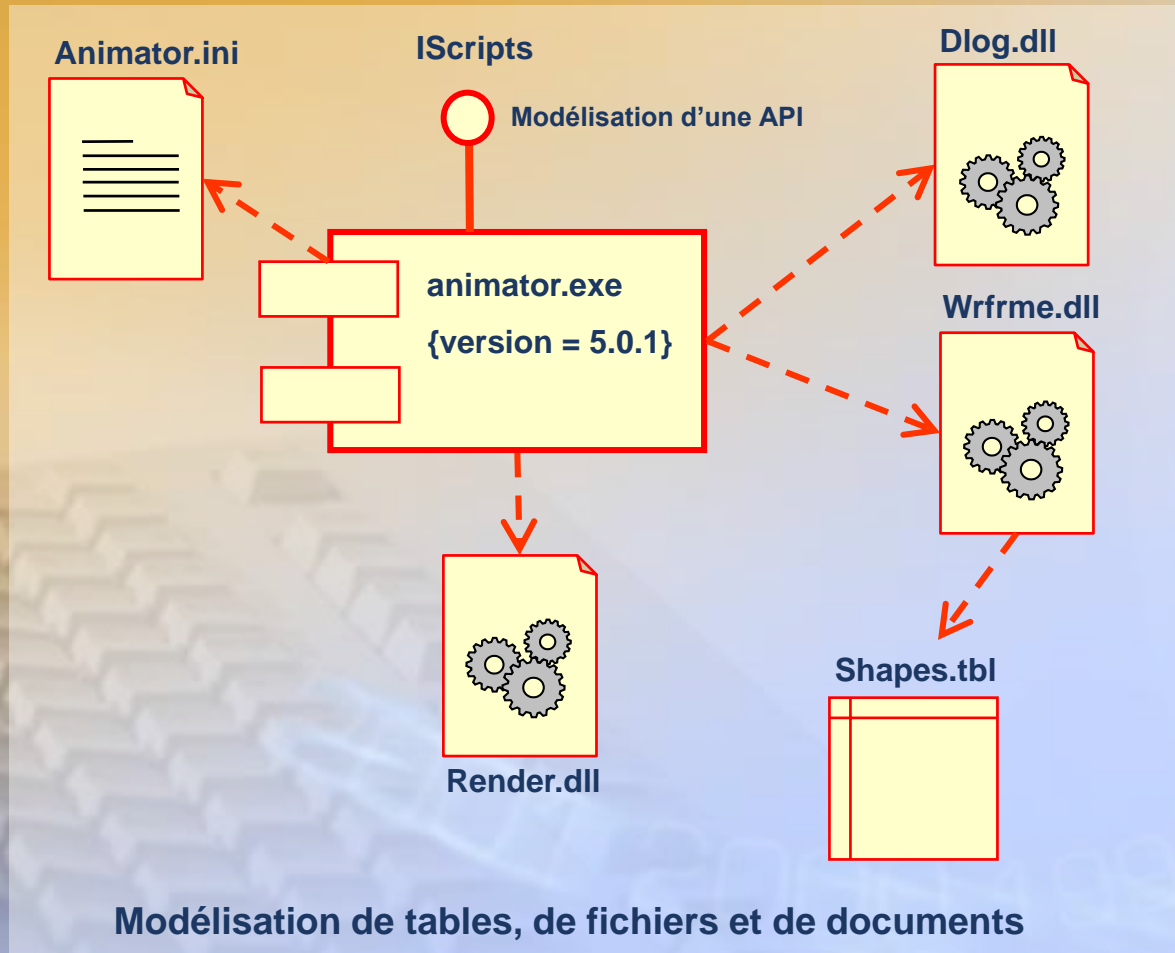 Animator.ini
IScripts
Dlog.dll
Modélisation d'une API
animator.exe
{version = 5.0.1}
Wrfrme.dll
Shapes.tbl
Render.dll
Modélisation de tables, de fichiers et de documents